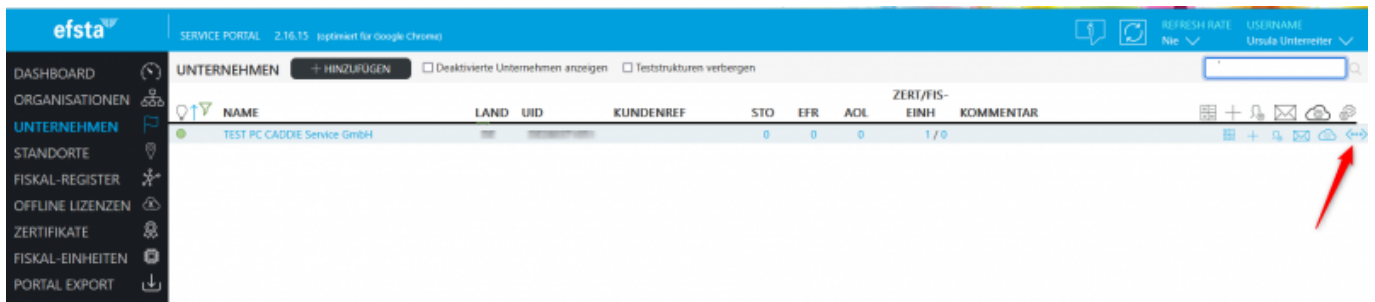 efsta
SERVICE PORTAL 2.16.15 (optimiert für Google Chrome)
REFRESH RATE
Nie
USERNAME
Ursula Unterreiter
DASHBOARD
ORGANISATIONEN
UNTERNEHMEN
STANDORTE
FISKAL-REGISTER
OFFLINE LIZENZEN
ZERTIFIKATE
FISKAL-EINHEITEN
PORTAL EXPORT
UNTERNEHMEN + HINZUFÜGEN Deaktivierte Unternehmen anzeigen Teststrukturen verbergen
NAME LAND UID KUNDENREF STO EFR AOL ZERT/FIS-EINH KOMMENTAR
TEST PC CADDIE Service GmbH 0 0 0 1 / 0